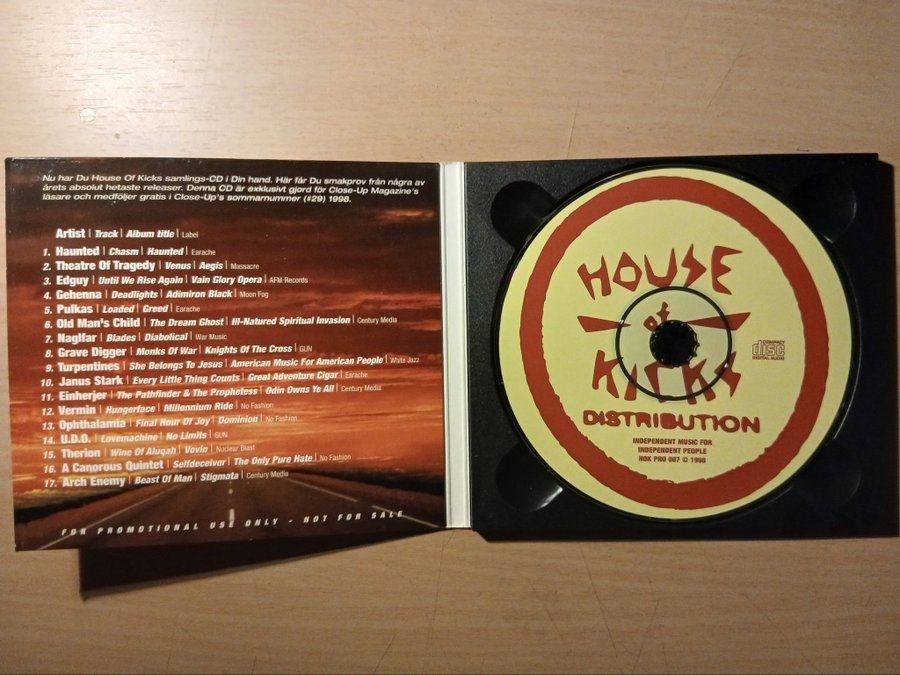 Nu har Du House Of Kicks samlings-CD i Din hand. Här får Du smakprov från några av
årets absolut hetaste releaser. Denna CD är exklusivt gjord för Close-Up Magazine's
läsare och medföljer gratis i Close-Up's sommarnummer (#29) 1998.
Artist | Track | Album title | Label
1. Haunted | Chasm | Haunted | Earache
2. Theatre Of Tragedy | Venus | Aegis | Massacre
3. Edguy | Until We Rise Again | Vain Glory Opera | AFM Records
4. Gehenna | Deadlights | Adimiron Black | Moon Fog
5. Pulkas | Loaded | Greed | Earache
6. Old Man's Child | The Dream Ghost | Ill-Natured Spiritual Invasion | Century Media
7. Naglfar | Blades | Diabolical | War Music
8. Grave Digger | Monks Of War | Knights Of The Cross | GUN
9. Turpentines | She Belongs To Jesus | American Music For American People | White Jazz
10. Janus Stark | Every Little Thing Counts | Great Adventure Cigar | Earache
11. Einherjer | The Pathfinder & The Prophetless | Odin Owns Ye All | Century Media
12. Vermin | Hungerface | Millennium Ride | No Fashion
13. Ophthalamia | Final Hour Of Joy | Dominion | No Fashion
14. U.D.O. | Lovemachine | No Limits | GUN
15. Therion | Wine Of Aluqah | Vovin | Nuclear Blast
16. A Canorous Quintet | Selfdeceiver | The Only Pure Hate | No Fashion
17. Arch Enemy | Beast Of Man | Stigmata | Century Media
FOR PROMOTIONAL USE ONLY - NOT FOR SALE
HOUSE
of
KICKS
DISTRIBUTION
COMPACT
disc
DIGITAL AUDIO
INDEPENDENT MUSIC FOR
INDEPENDENT PEOPLE
HOK PRO 007 © 1998